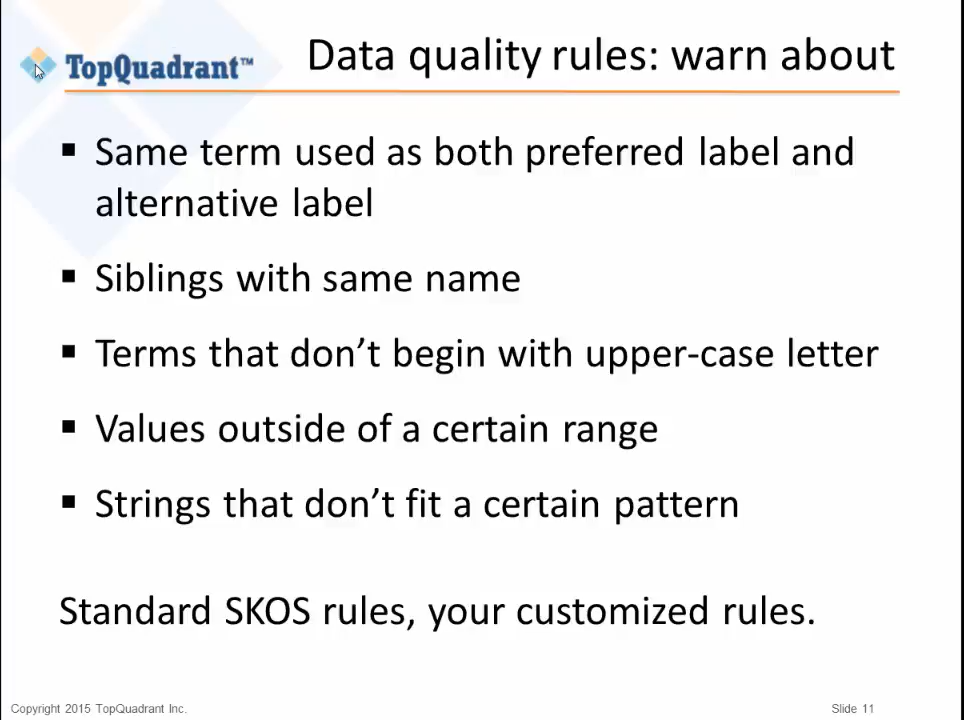 TopQuadrant™
Data quality rules: warn about
▪ Same term used as both preferred label and
alternative label
▪ Siblings with same name
▪ Terms that don’t begin with upper-case letter
▪ Values outside of a certain range
▪ Strings that don’t fit a certain pattern
Standard SKOS rules, your customized rules.
Copyright 2015 TopQuadrant Inc.
Slide 11